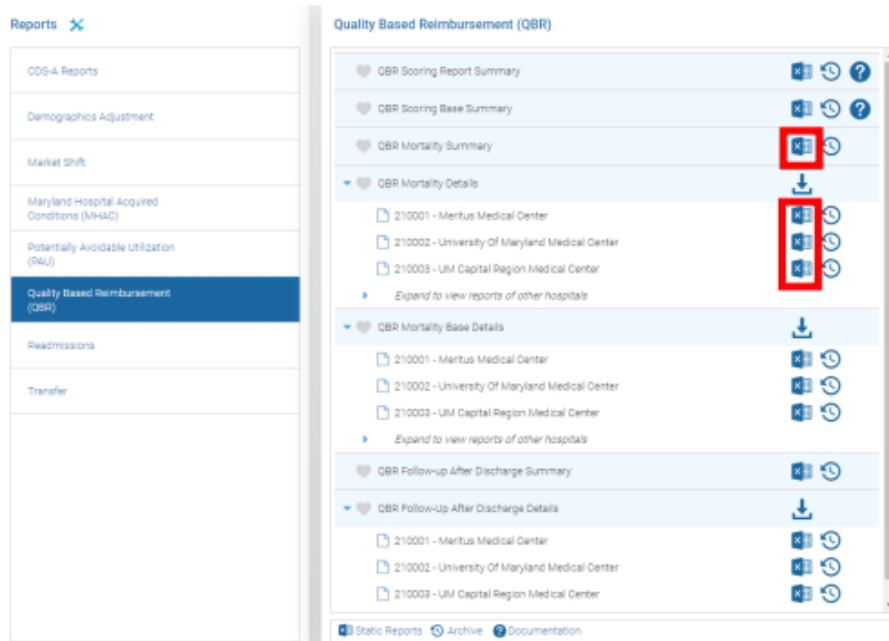 Reports
CDS-A Reports
Demographics Adjustment
Market Shift
Maryland Hospital Acquired
Conditions (MHAC)
Potentially Avoidable Utilization
(PAU)
Quality Based Reimbursement
(QBR)
Readmissions
Transfer
Quality Based Reimbursement (QBR)
QBR Scoring Report Summary
QBR Scoring Base Summary
QBR Mortality Summary
QBR Mortality Details
210001 - Meritus Medical Center
210002 - University Of Maryland Medical Center
210003 - UM Capital Region Medical Center
Expand to view reports of other hospitals
QBR Mortality Base Details
210001 - Meritus Medical Center
210002 - University Of Maryland Medical Center
210003 - UM Capital Region Medical Center
Expand to view reports of other hospitals
QBR Follow-up After Discharge Summary
QBR Follow-Up After Discharge Details
210001 - Meritus Medical Center
210002 - University Of Maryland Medical Center
210003 - UM Capital Region Medical Center
Static Reports Archive Documentation